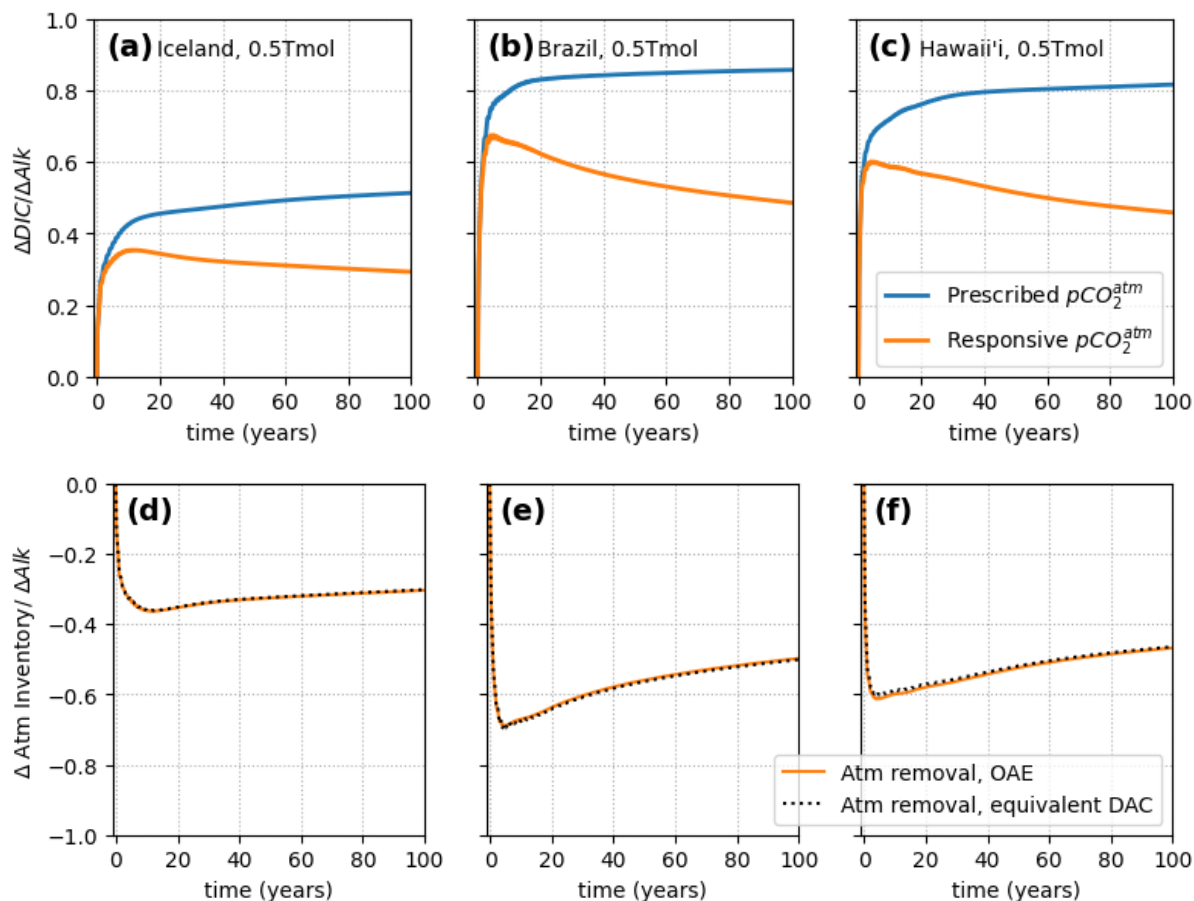 (a) Iceland, 0.5Tmol
(b) Brazil, 0.5Tmol
(c) Hawaii'i, 0.5Tmol
1.0
0.8
0.6
0.4
0.2
0.0
ΔDIC/ΔAlk
Prescribed pCO₂ᵃᵗᵐ
Responsive pCO₂ᵃᵗᵐ
0 20 40 60 80 100
0 20 40 60 80 100
0 20 40 60 80 100
time (years)
time (years)
time (years)
(d)
(e)
(f)
0.0
−0.2
−0.4
−0.6
−0.8
−1.0
Δ Atm Inventory/ ΔAlk
Atm removal, OAE
Atm removal, equivalent DAC
0 20 40 60 80 100
0 20 40 60 80 100
0 20 40 60 80 100
time (years)
time (years)
time (years)